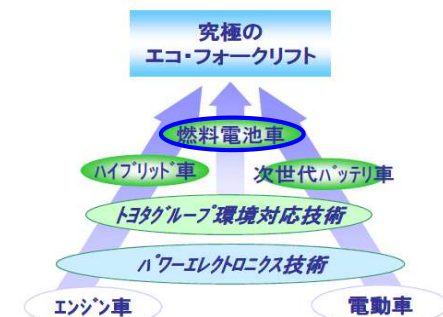 究極の
エコ・フォークリフト
燃料電池車
ハイブリッド車
次世代バッテリ車
トヨタグループ環境対応技術
パワーエレクトロニクス技術
エンジン車
電動車